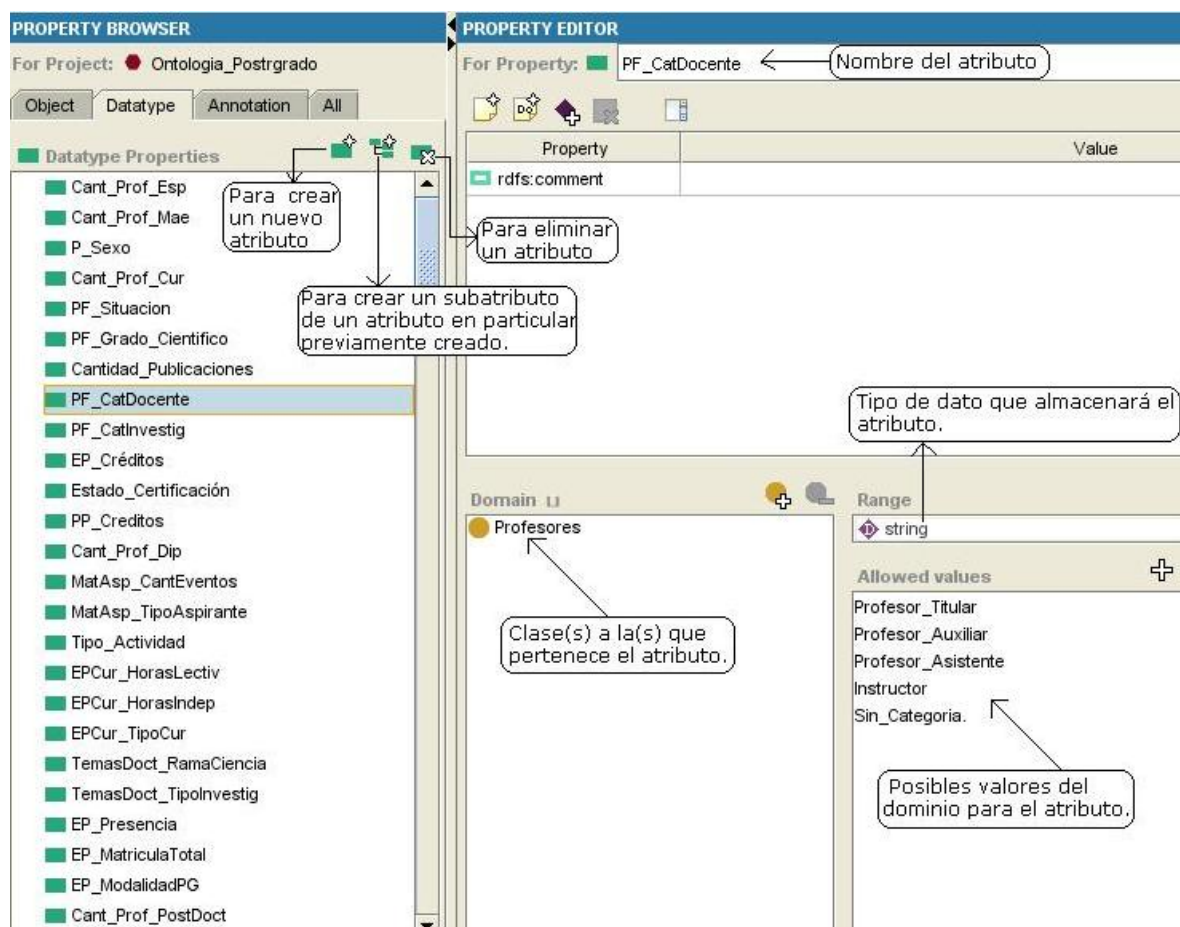 PROPERTY BROWSER
For Project: Ontologia_Postrgrado
Object Datatype Annotation All
Datatype Properties
Cant_Prof_Esp
Cant_Prof_Mae
P_Sexo
Cant_Prof_Cur
PF_Situacion
PF_Grado_Cientifico
Cantidad_Publicaciones
PF_CatDocente
PF_CatInvestig
EP_Créditos
Estado_Certificación
PP_Creditos
Cant_Prof_Dip
MatAsp_CantEventos
MatAsp_TipoAspirante
Tipo_Actividad
EPCur_HorasLectiv
EPCur_HorasIndep
EPCur_TipoCur
TemasDoct_RamaCiencia
TemasDoct_TipoInvestig
EP_Presencia
EP_MatriculaTotal
EP_ModalidadPG
Cant_Prof_PostDoct
Para crear
un nuevo
atributo
Para eliminar
un atributo
Para crear un subatributo
de un atributo en particular
previamente creado.
PROPERTY EDITOR
For Property: PF_CatDocente
Nombre del atributo
Property Value
rdfs:comment
Tipo de dato que almacenará el
atributo.
Domain
Profesores
Clase(s) a la(s) que
pertenece el atributo.
Range
string
Allowed values
Profesor_Titular
Profesor_Auxiliar
Profesor_Asistente
Instructor
Sin_Categoria.
Posibles valores del
dominio para el atributo.